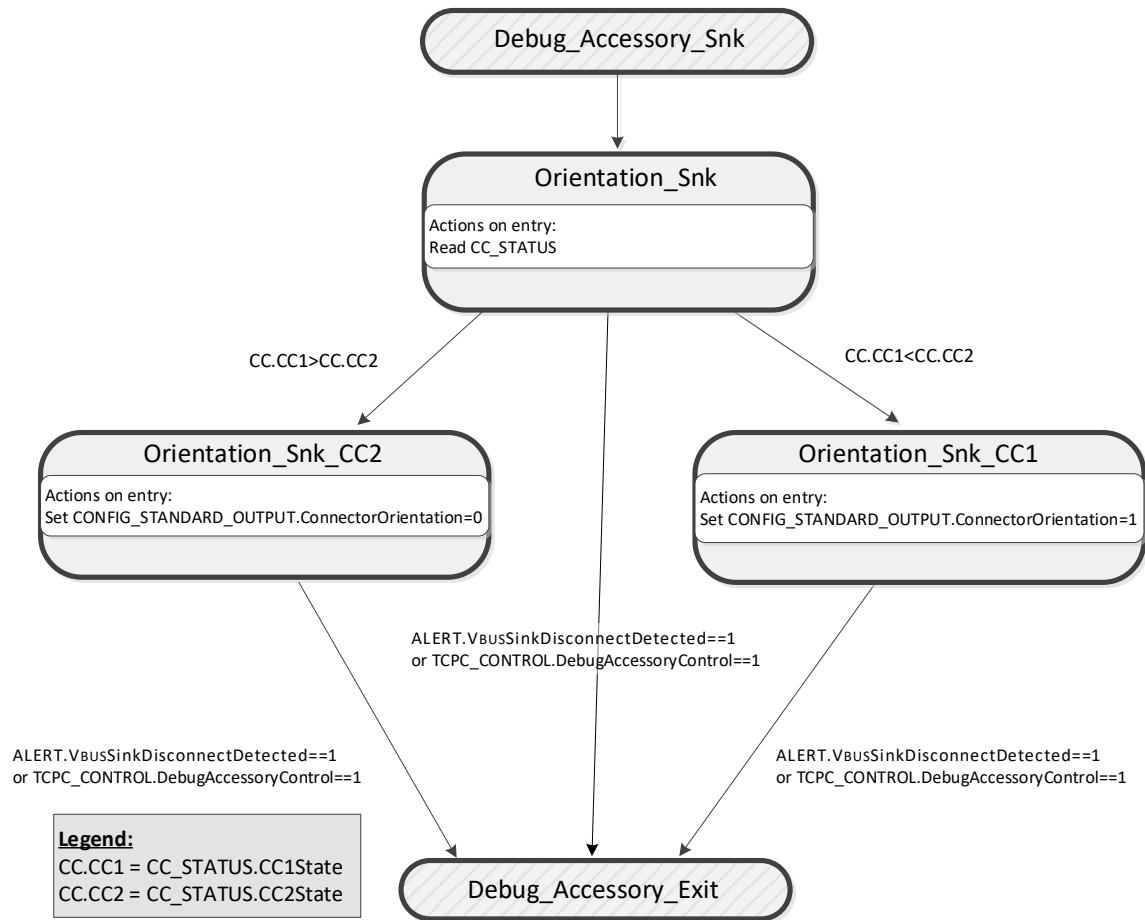 Debug_Accessory_Snk
Orientation_Snk
Actions on entry:
Read CC_STATUS
CC.CC1>CC.CC2
CC.CC1<CC.CC2
Orientation_Snk_CC2
Actions on entry:
Set CONFIG_STANDARD_OUTPUT.ConnectorOrientation=0
Orientation_Snk_CC1
Actions on entry:
Set CONFIG_STANDARD_OUTPUT.ConnectorOrientation=1
ALERT.VBUSSinkDisconnectDetected==1
or TCPC_CONTROL.DebugAccessoryControl==1
ALERT.VBUSSinkDisconnectDetected==1
or TCPC_CONTROL.DebugAccessoryControl==1
ALERT.VBUSSinkDisconnectDetected==1
or TCPC_CONTROL.DebugAccessoryControl==1
Legend:
CC.CC1 = CC_STATUS.CC1State
CC.CC2 = CC_STATUS.CC2State
Debug_Accessory_Exit